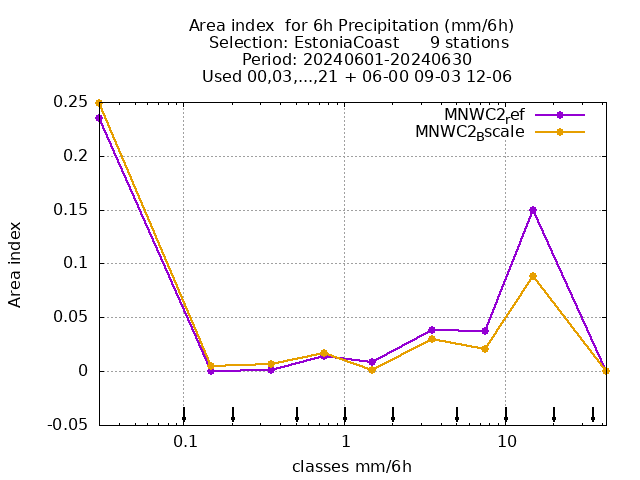 Area index  for 6h Precipitation (mm/6h)
Selection: EstoniaCoast      9 stations
Period: 20240601-20240630
Used 00,03,...,21 + 06-00 09-03 12-06
MNWC2ref
MNWC2Bscale
0.25
0.2
0.15
0.1
0.05
0
-0.05
Area index
0.1
1
10
classes mm/6h